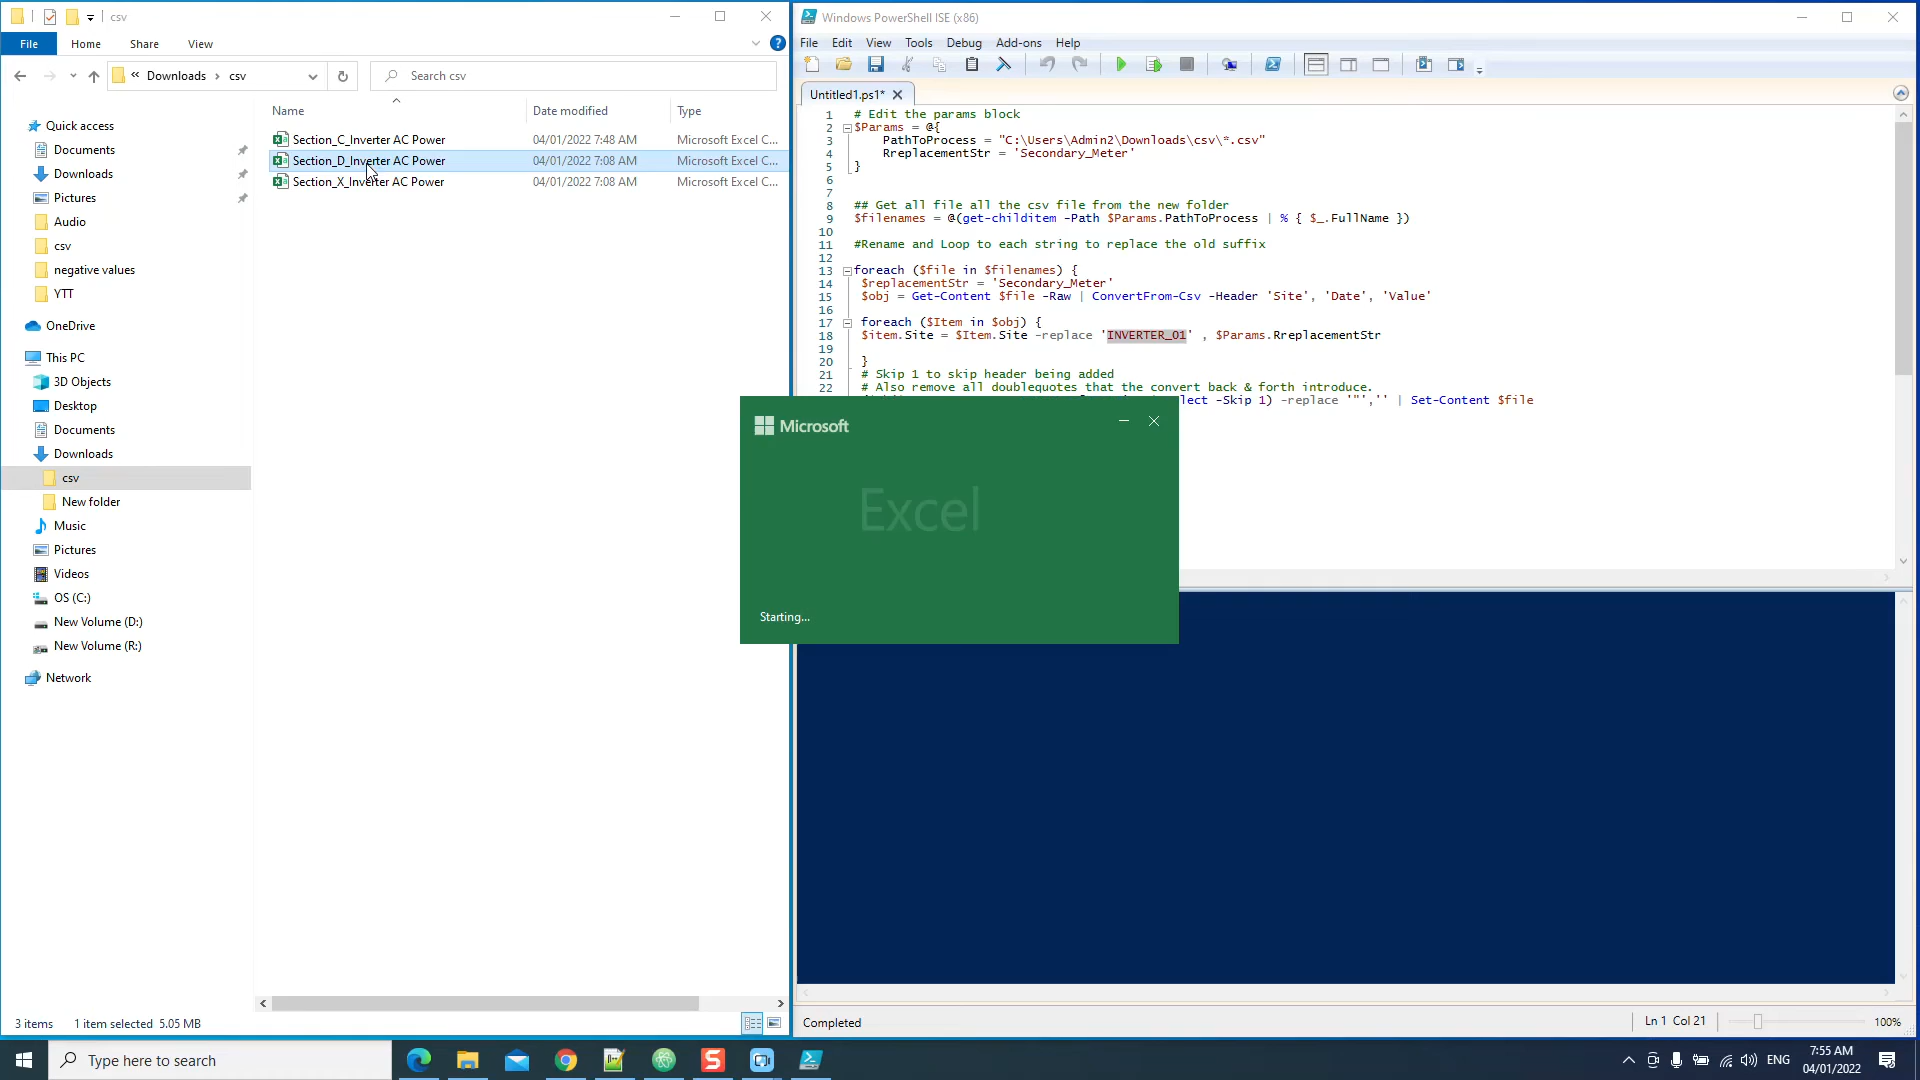 csv
File
Home
Share
View
Downloads
csv
Search csv
Name
Date modified
Type
Section_C_Inverter AC Power
04/01/2022 7:48 AM
Microsoft Excel C...
Section_D_Inverter AC Power
04/01/2022 7:08 AM
Microsoft Excel C...
Section_X_Inverter AC Power
04/01/2022 7:08 AM
Microsoft Excel C...
Quick access
Documents
Downloads
Pictures
Audio
csv
negative values
YTT
OneDrive
This PC
3D Objects
Desktop
Documents
Downloads
csv
New folder
Music
Pictures
Videos
OS (C:)
New Volume (D:)
New Volume (R:)
Network
3 items
1 item selected 5.05 MB
Windows PowerShell ISE (x86)
File Edit View Tools Debug Add-ons Help
Untitled1.ps1*
1 # Edit the params block
2 $Params = @{
3 PathToProcess = "C:\Users\Admin2\Downloads\csv\*.csv"
4 RreplacementStr = 'Secondary_Meter'
5 }
6
7
8 ## Get all file all the csv file from the new folder
9 $filenames = @(get-childitem -Path $Params.PathToProcess | % { $_.FullName })
10
11 #Rename and Loop to each string to replace the old suffix
12
13 foreach ($file in $filenames) {
14 $replacementStr = 'Secondary_Meter'
15 $obj = Get-Content $file -Raw | ConvertFrom-Csv -Header 'Site', 'Date', 'Value'
16
17 foreach ($Item in $obj) {
18 $item.Site = $Item.Site -replace 'INVERTER_01' , $Params.RreplacementStr
19
20 }
21 # Skip 1 to skip header being added
22 # Also remove all doublequotes that the convert back & forth introduce.
lect -Skip 1) -replace '"','' | Set-Content $file
Microsoft
Excel
Starting...
Completed
Ln 1 Col 21
100%
Type here to search
ENG
7:55 AM
04/01/2022